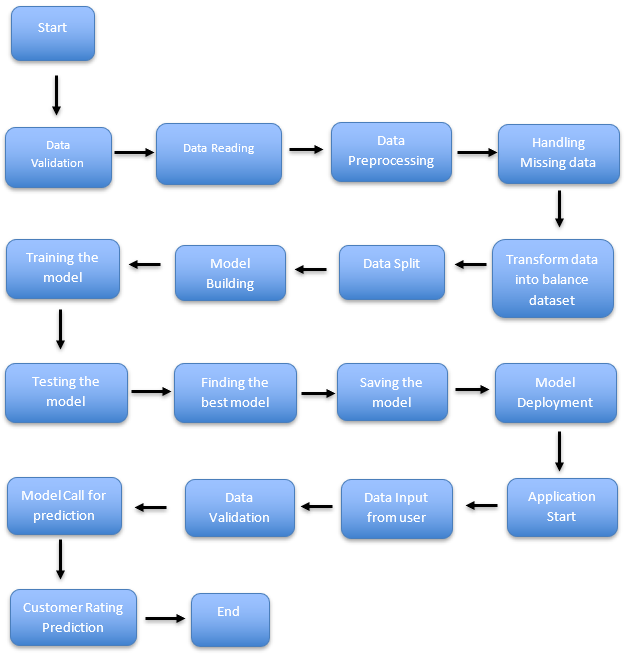 Start
Data
Validation
Data Reading
Data
Preprocessing
Handling
Missing data
Transform data
into balance
dataset
Data Split
Model
Building
Training the
model
Testing the
model
Finding the
best model
Saving the
model
Model
Deployment
Application
Start
Data Input
from user
Data
Validation
Model Call for
prediction
Customer Rating
Prediction
End